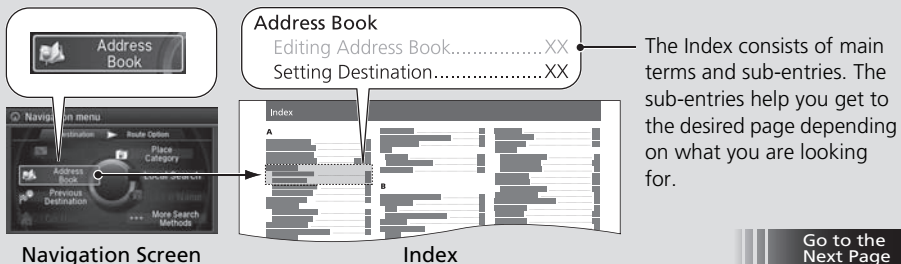 Address
Book
Address Book
Editing Address Book.................XX
Setting Destination.....................XX
The Index consists of main
terms and sub-entries. The
sub-entries help you get to
the desired page depending
on what you are looking
for.
Navigation menu
Destination
Route Option
Place
Category
Address
Book
Local Search
Previous
Destination
More Search
Methods
Index
A
B
Navigation Screen
Index
Go to the
Next Page